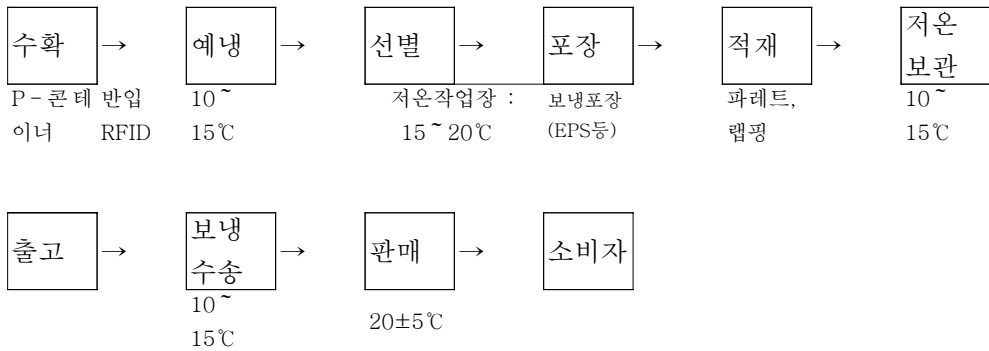 수확 → 예냉 → 선별 → 포장 → 적재 → 저온
보관
P-콘테 반입 10~ 저온작업장 : 보냉포장 파레트, 10~
이너 RFID 15℃ 15~20℃ (EPS등) 랩핑 15℃
출고 → 보냉
수송 → 판매 → 소비자
10~
15℃
20±5℃